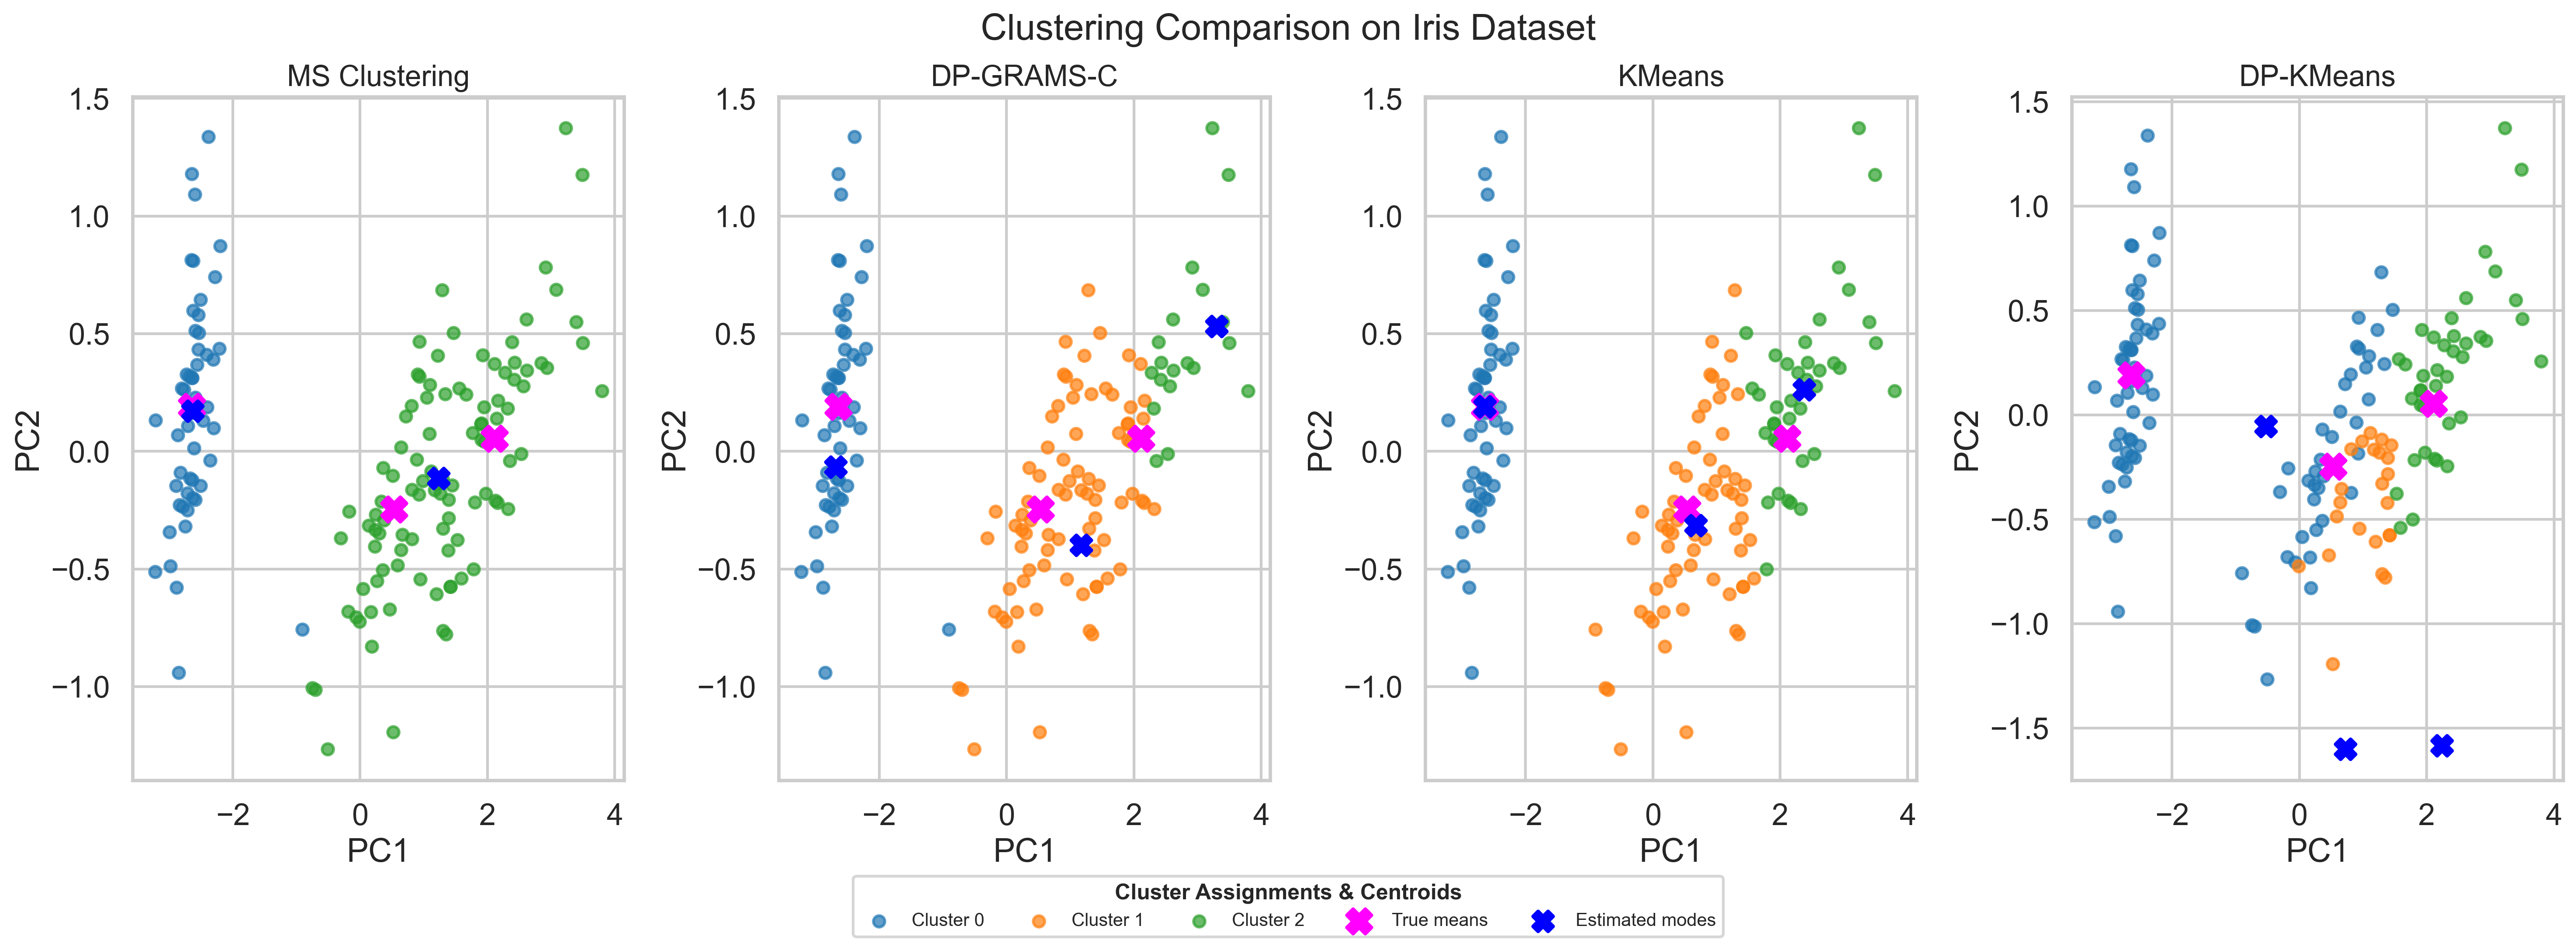 Clustering Comparison on Iris Dataset
MS Clustering
DP-GRAMS-C
KMeans
DP-KMeans
1.5
1.0
0.5
0.0
−0.5
−1.0
PC2
−2 0 2 4
PC1
1.5
1.0
0.5
0.0
−0.5
−1.0
PC2
−2 0 2 4
PC1
1.5
1.0
0.5
0.0
−0.5
−1.0
PC2
−2 0 2 4
PC1
1.5
1.0
0.5
0.0
−0.5
−1.0
−1.5
PC2
−2 0 2 4
PC1
Cluster Assignments & Centroids
Cluster 0 Cluster 1 Cluster 2 True means Estimated modes